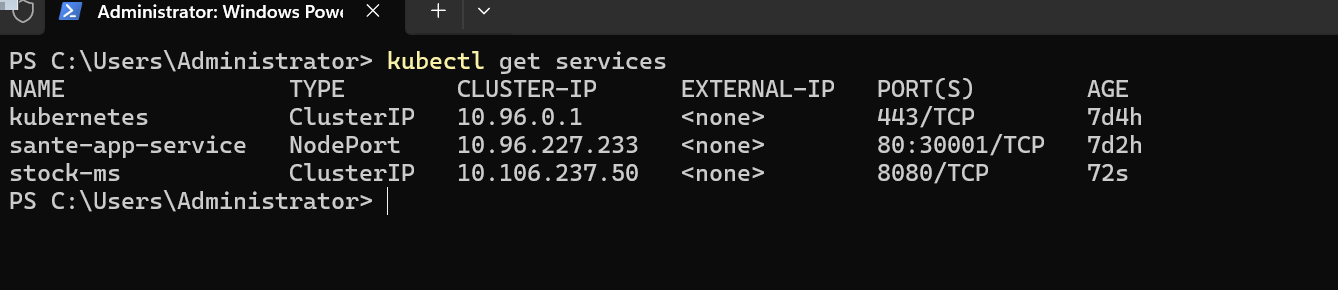 Administrator: Windows Powe
PS C:\Users\Administrator> kubectl get services
NAME TYPE CLUSTER-IP EXTERNAL-IP PORT(S) AGE
kubernetes ClusterIP 10.96.0.1 <none> 443/TCP 7d4h
sante-app-service NodePort 10.96.227.233 <none> 80:30001/TCP 7d2h
stock-ms ClusterIP 10.106.237.50 <none> 8080/TCP 72s
PS C:\Users\Administrator>